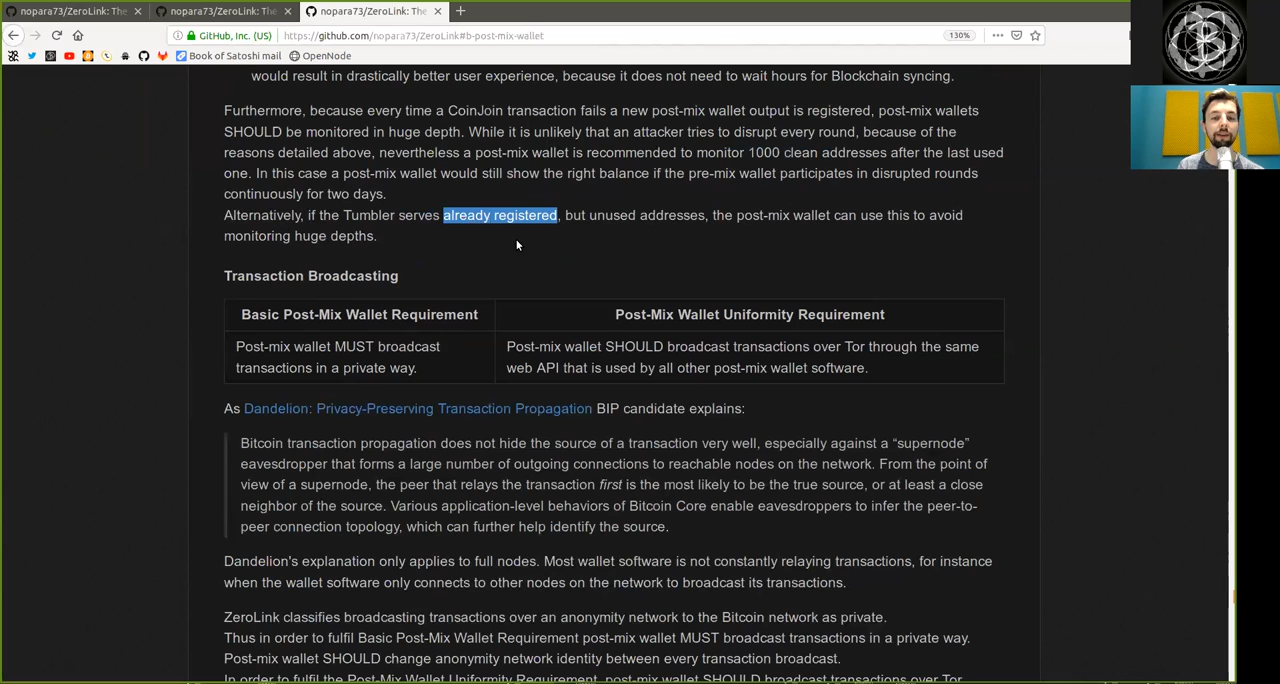 nopara73/ZeroLink: The
nopara73/ZeroLink: The
nopara73/ZeroLink: The
GitHub, Inc. (US)
https://github.com/nopara73/ZeroLink#b-post-mix-wallet
130%
Book of Satoshi mail
OpenNode
would result in drastically better user experience, because it does not need to wait hours for Blockchain syncing.
Furthermore, because every time a CoinJoin transaction fails a new post-mix wallet output is registered, post-mix wallets
SHOULD be monitored in huge depth. While it is unlikely that an attacker tries to disrupt every round, because of the
reasons detailed above, nevertheless a post-mix wallet is recommended to monitor 1000 clean addresses after the last used
one. In this case a post-mix wallet would still show the right balance if the pre-mix wallet participates in disrupted rounds
continuously for two days.
Alternatively, if the Tumbler serves already registered, but unused addresses, the post-mix wallet can use this to avoid
monitoring huge depths.
Transaction Broadcasting
Basic Post-Mix Wallet Requirement
Post-Mix Wallet Uniformity Requirement
Post-mix wallet MUST broadcast
transactions in a private way.
Post-mix wallet SHOULD broadcast transactions over Tor through the same
web API that is used by all other post-mix wallet software.
As Dandelion: Privacy-Preserving Transaction Propagation BIP candidate explains:
Bitcoin transaction propagation does not hide the source of a transaction very well, especially against a “supernode”
eavesdropper that forms a large number of outgoing connections to reachable nodes on the network. From the point of
view of a supernode, the peer that relays the transaction first is the most likely to be the true source, or at least a close
neighbor of the source. Various application-level behaviors of Bitcoin Core enable eavesdroppers to infer the peer-to-
peer connection topology, which can further help identify the source.
Dandelion's explanation only applies to full nodes. Most wallet software is not constantly relaying transactions, for instance
when the wallet software only connects to other nodes on the network to broadcast its transactions.
ZeroLink classifies broadcasting transactions over an anonymity network to the Bitcoin network as private.
Thus in order to fulfil Basic Post-Mix Wallet Requirement post-mix wallet MUST broadcast transactions in a private way.
Post-mix wallet SHOULD change anonymity network identity between every transaction broadcast.
In order to fulfil the Post-Mix Wallet Uniformity Requirement, post-mix wallet SHOULD broadcast transactions over Tor